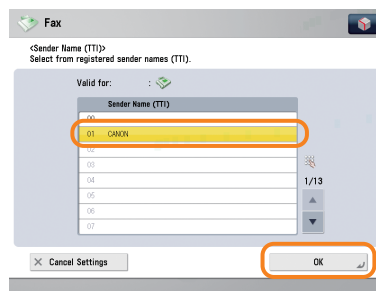 Fax
<Sender Name (TTI)>
Select from registered sender names (TTI).
Valid for: :
Sender Name (TTI)
00
01 CANON
02
03
04
05
06
07
1/13
× Cancel Settings
OK